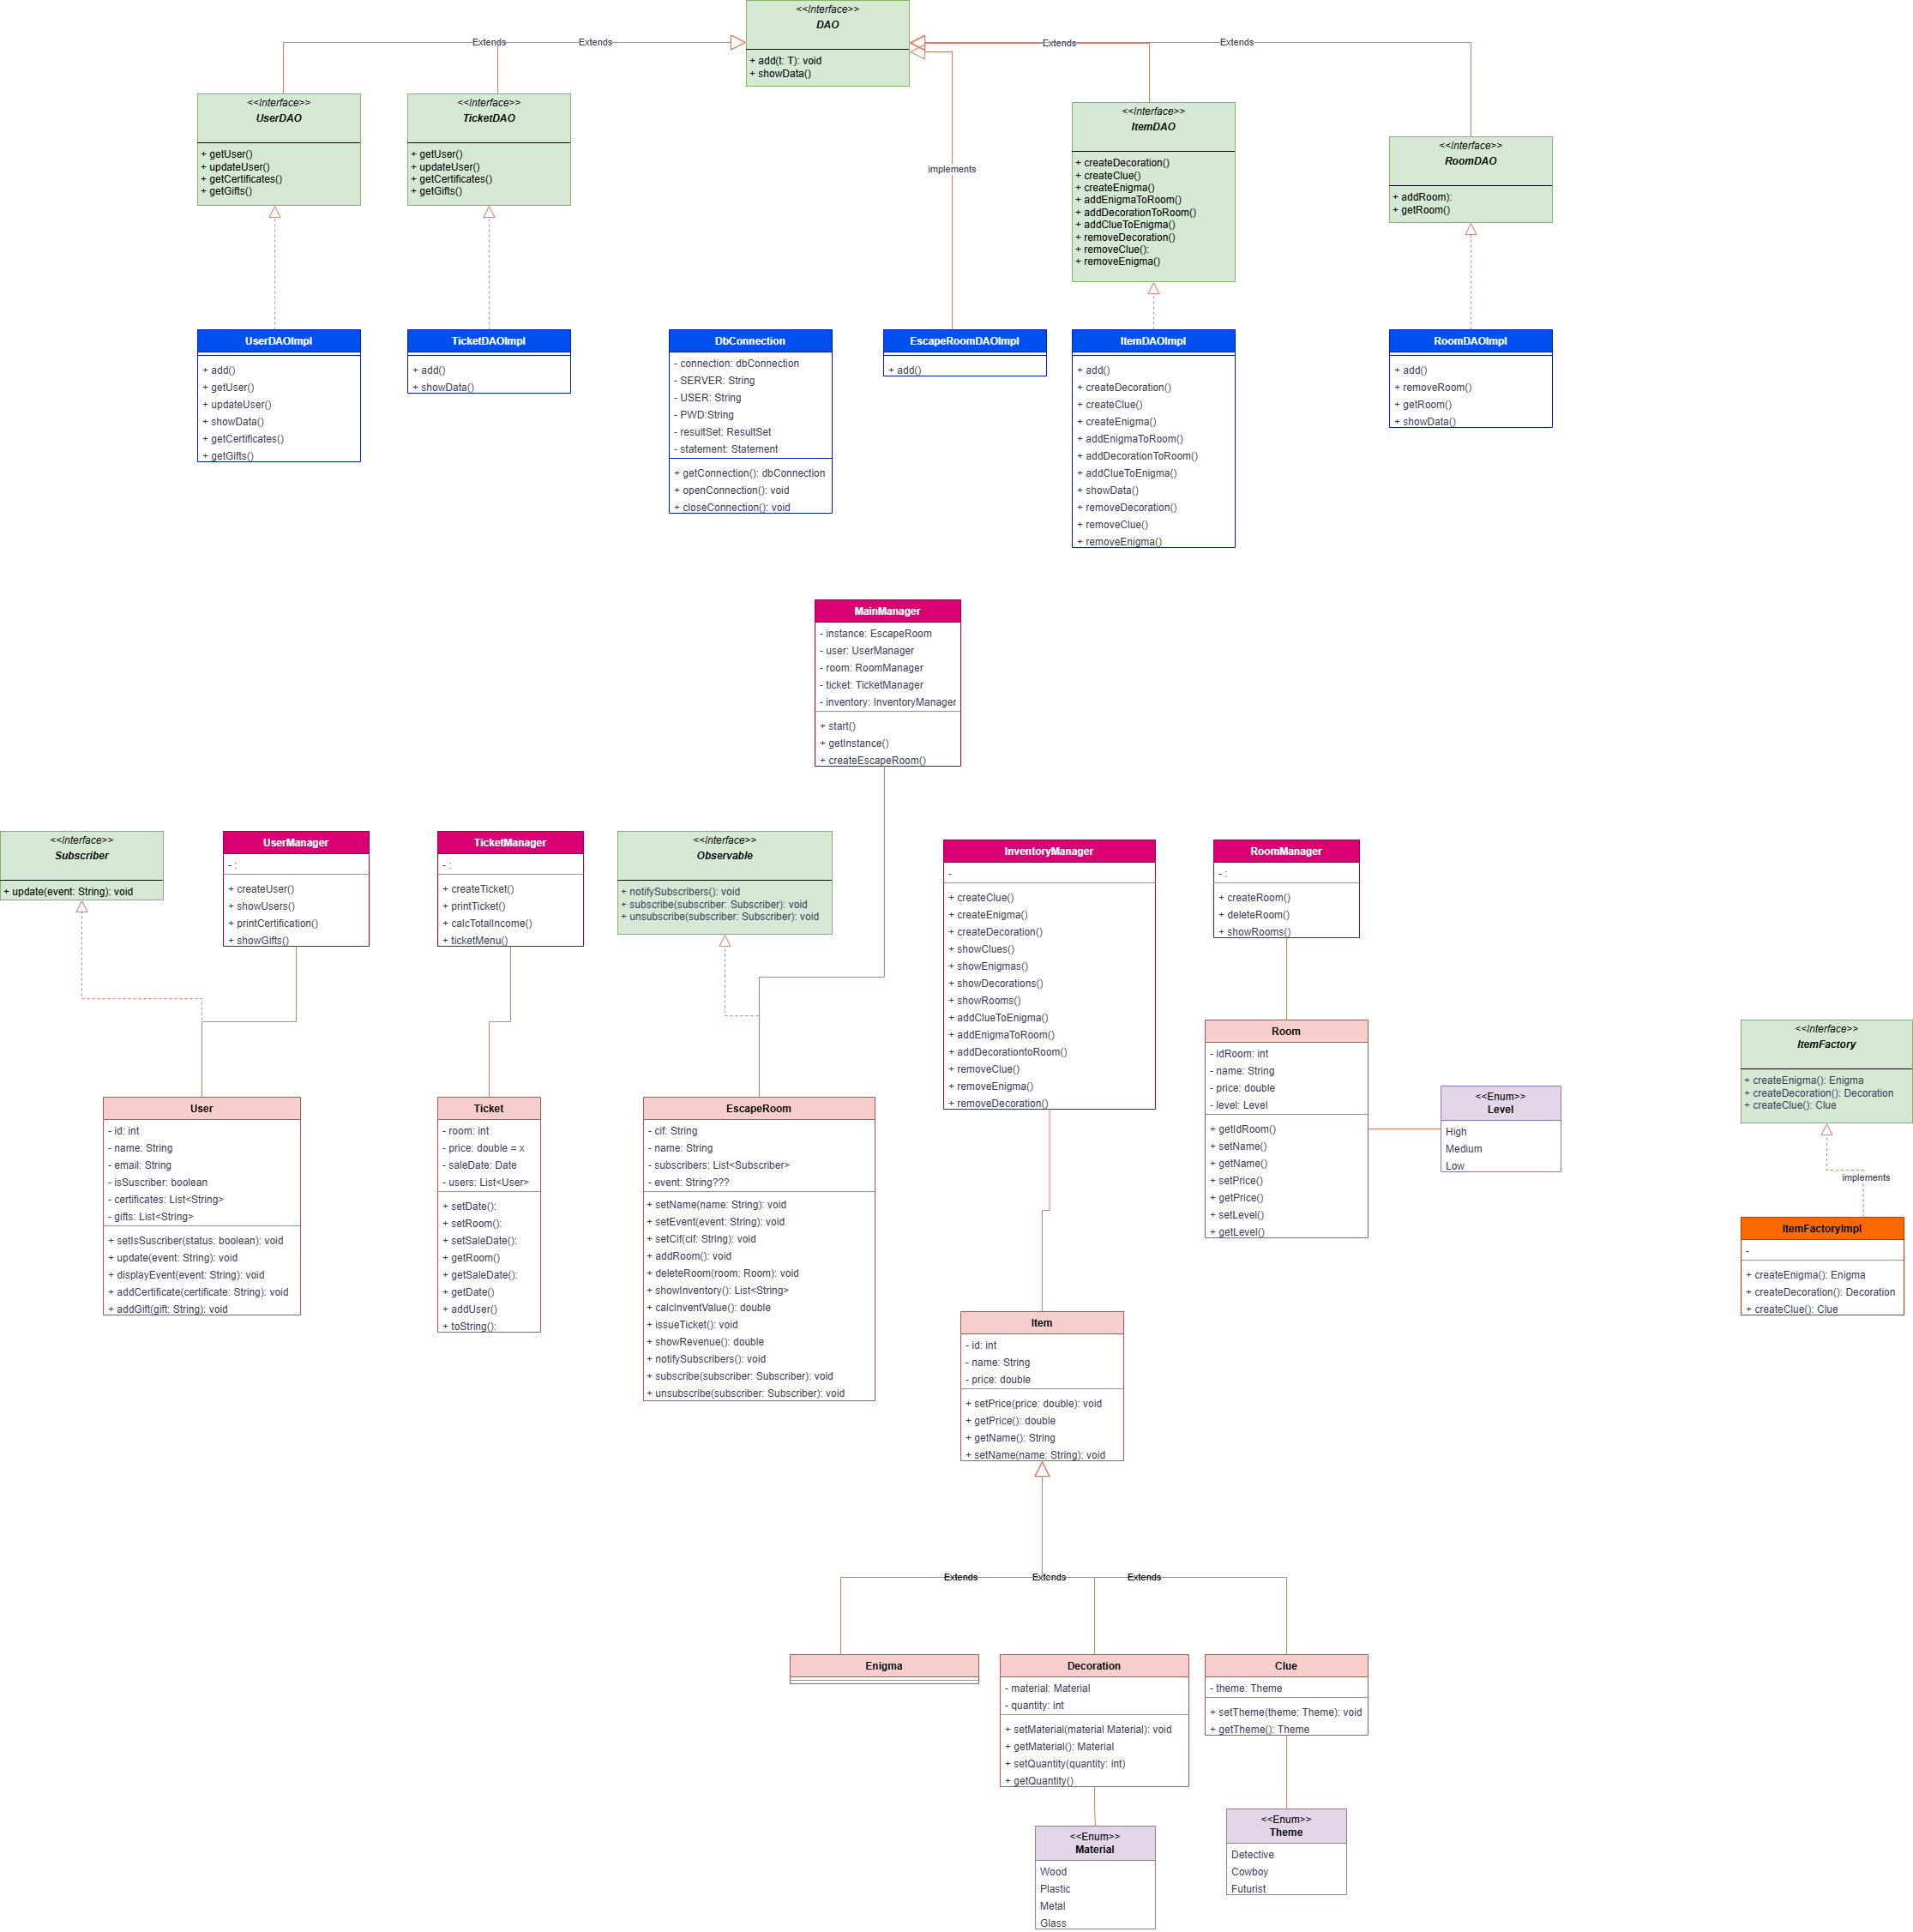 <<Interface>>
DAO
+ add(t: T): void
+ showData()
Extends
Extends
Extends
Extends
implements
<<Interface>>
UserDAO
+ getUser()
+ updateUser()
+ getCertificates()
+ getGifts()
<<Interface>>
TicketDAO
+ getUser()
+ updateUser()
+ getCertificates()
+ getGifts()
<<Interface>>
ItemDAO
+ createDecoration()
+ createClue()
+ createEnigma()
+ addEnigmaToRoom()
+ addDecorationToRoom()
+ addClueToEnigma()
+ removeDecoration()
+ removeClue():
+ removeEnigma()
<<Interface>>
RoomDAO
+ addRoom):
+ getRoom()
UserDAOImpl
+ add()
+ getUser()
+ updateUser()
+ showData()
+ getCertificates()
+ getGifts()
TicketDAOImpl
+ add()
+ showData()
DbConnection
- connection: dbConnection
- SERVER: String
- USER: String
- PWD:String
- resultSet: ResultSet
- statement: Statement
+ getConnection(): dbConnection
+ openConnection(): void
+ closeConnection(): void
EscapeRoomDAOImpl
+ add()
ItemDAOImpl
+ add()
+ createDecoration()
+ createClue()
+ createEnigma()
+ addEnigmaToRoom()
+ addDecorationToRoom()
+ addClueToEnigma()
+ showData()
+ removeDecoration()
+ removeClue()
+ removeEnigma()
RoomDAOImpl
+ add()
+ removeRoom()
+ getRoom()
+ showData()
MainManager
- instance: EscapeRoom
- user: UserManager
- room: RoomManager
- ticket: TicketManager
- inventory: InventoryManager
+ start()
+ getInstance()
+ createEscapeRoom()
<<Interface>>
Subscriber
+ update(event: String): void
UserManager
- :
+ createUser()
+ showUsers()
+ printCertification()
+ showGifts()
TicketManager
- :
+ createTicket()
+ printTicket()
+ calcTotalIncome()
+ ticketMenu()
<<Interface>>
Observable
+ notifySubscribers(): void
+ subscribe(subscriber: Subscriber): void
+ unsubscribe(subscriber: Subscriber): void
InventoryManager
-
+ createClue()
+ createEnigma()
+ createDecoration()
+ showClues()
+ showEnigmas()
+ showDecorations()
+ showRooms()
+ addClueToEnigma()
+ addEnigmaToRoom()
+ addDecorationtoRoom()
+ removeClue()
+ removeEnigma()
+ removeDecoration()
RoomManager
- :
+ createRoom()
+ deleteRoom()
+ showRooms()
User
- id: int
- name: String
- email: String
- isSuscriber: boolean
- certificates: List<String>
- gifts: List<String>
+ setIsSuscriber(status: boolean): void
+ update(event: String): void
+ displayEvent(event: String): void
+ addCertificate(certificate: String): void
+ addGift(gift: String): void
Ticket
- room: int
- price: double = x
- saleDate: Date
- users: List<User>
+ setDate():
+ setRoom():
+ setSaleDate():
+ getRoom()
+ getSaleDate():
+ getDate()
+ addUser()
+ toString():
EscapeRoom
- cif: String
- name: String
- subscribers: List<Subscriber>
- event: String???
+ setName(name: String): void
+ setEvent(event: String): void
+ setCif(cif: String): void
+ addRoom(): void
+ deleteRoom(room: Room): void
+ showInventory(): List<String>
+ calcInventValue(): double
+ issueTicket(): void
+ showRevenue(): double
+ notifySubscribers(): void
+ subscribe(subscriber: Subscriber): void
+ unsubscribe(subscriber: Subscriber): void
Room
- idRoom: int
- name: String
- price: double
- level: Level
+ getIdRoom()
+ setName()
+ getName()
+ setPrice()
+ getPrice()
+ setLevel()
+ getLevel()
<<Enum>>
Level
High
Medium
Low
<<Interface>>
ItemFactory
+ createEnigma(): Enigma
+ createDecoration(): Decoration
+ createClue(): Clue
implements
ItemFactoryImpl
-
+ createEnigma(): Enigma
+ createDecoration(): Decoration
+ createClue(): Clue
Item
- id: int
- name: String
- price: double
+ setPrice(price: double): void
+ getPrice(): double
+ getName(): String
+ setName(name: String): void
Extends
Extends
Extends
Enigma
Decoration
- material: Material
- quantity: int
+ setMaterial(material Material): void
+ getMaterial(): Material
+ setQuantity(quantity: int)
+ getQuantity()
Clue
- theme: Theme
+ setTheme(theme: Theme): void
+ getTheme(): Theme
<<Enum>>
Material
Wood
Plastic
Metal
Glass
<<Enum>>
Theme
Detective
Cowboy
Futurist